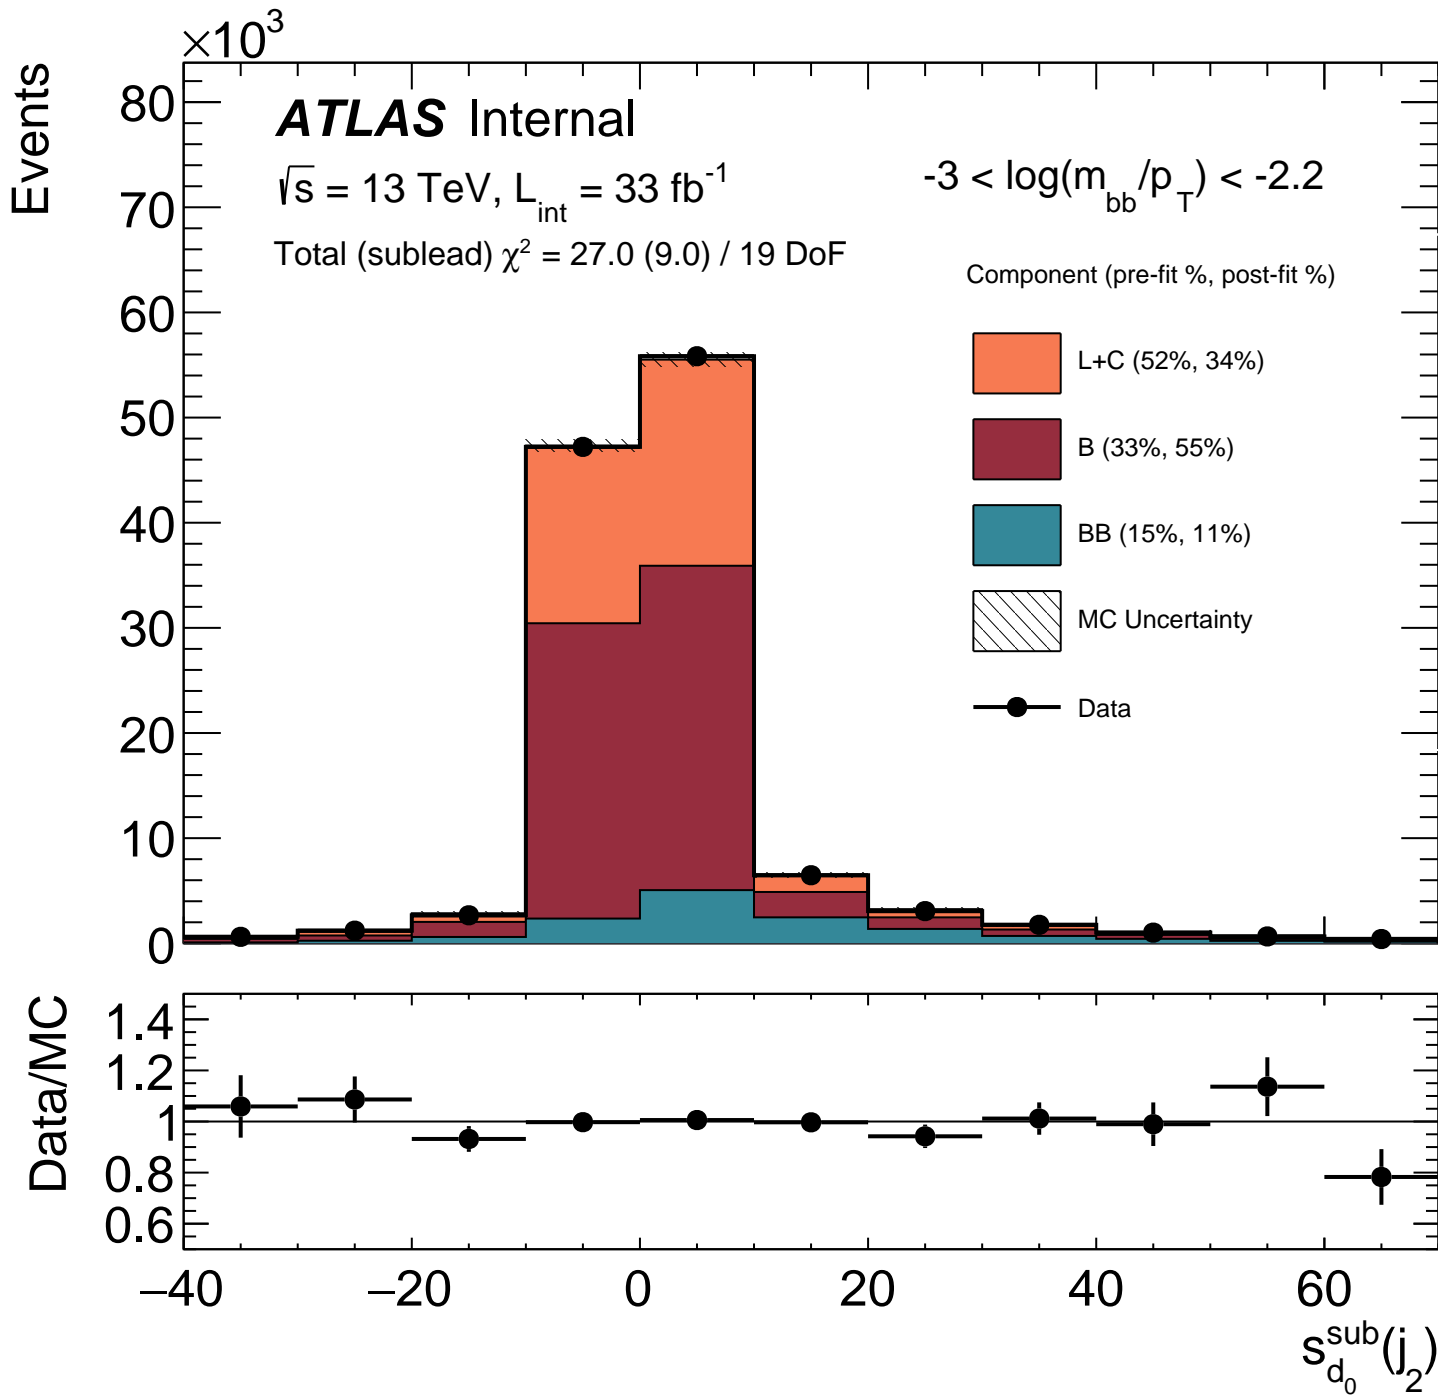 ×10³
Events
80
70
60
50
40
30
20
10
0
ATLAS Internal
√s = 13 TeV, L_int = 33 fb⁻¹
Total (sublead) χ² = 27.0 (9.0) / 19 DoF
-3 < log(m_bb/p_T) < -2.2
Component (pre-fit %, post-fit %)
L+C (52%, 34%)
B (33%, 55%)
BB (15%, 11%)
MC Uncertainty
Data
Data/MC
1.4
1.2
1
0.8
0.6
−40 −20 0 20 40 60
s_d₀^sub(j₂)